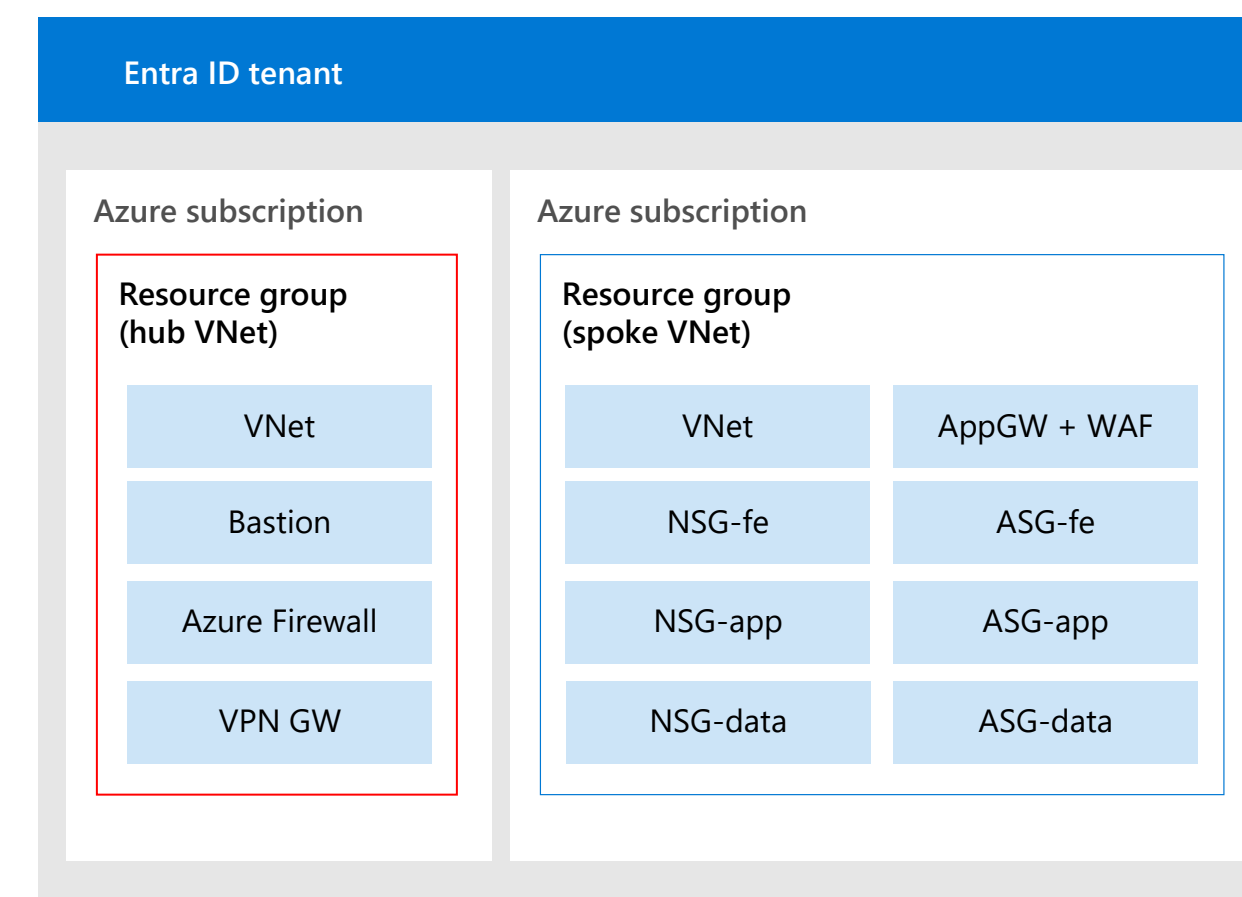 Entra ID tenant
Azure subscription
Resource group
(hub VNet)
VNet
Bastion
Azure Firewall
VPN GW
Azure subscription
Resource group
(spoke VNet)
VNet
AppGW + WAF
NSG-fe
ASG-fe
NSG-app
ASG-app
NSG-data
ASG-data